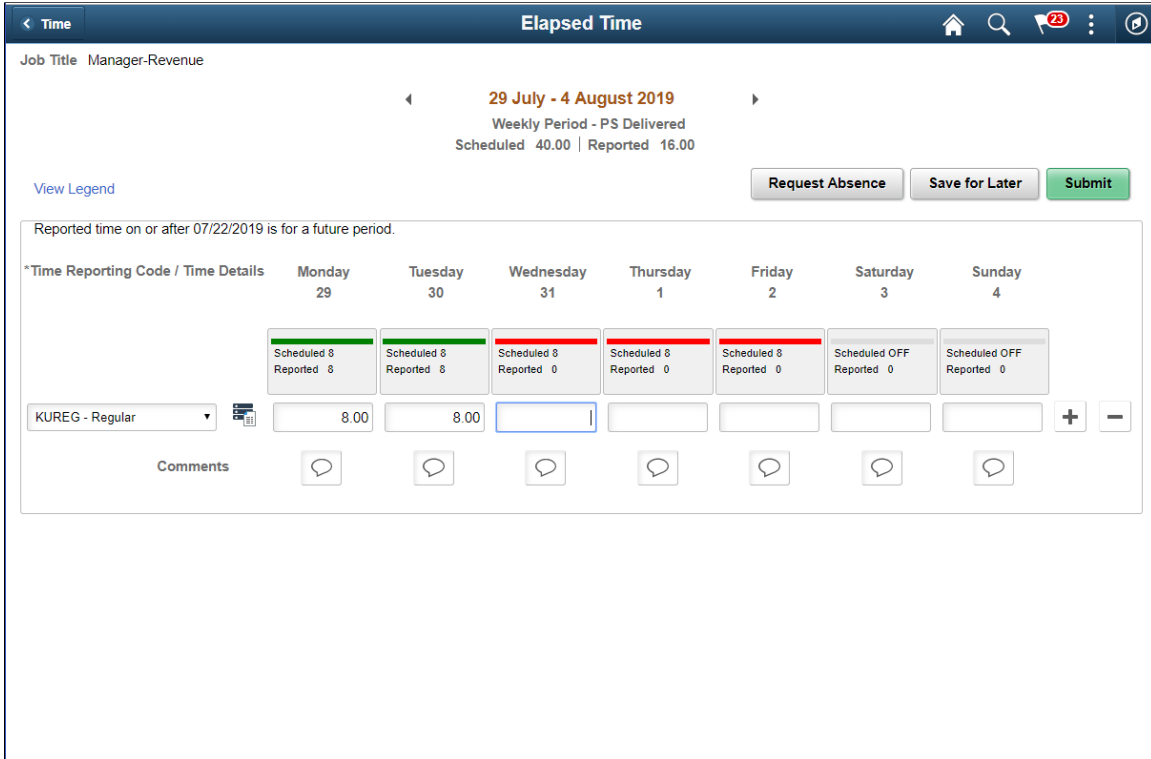 Time Elapsed Time 23
Job Title Manager-Revenue
29 July - 4 August 2019
Weekly Period - PS Delivered
Scheduled 40.00 | Reported 16.00
View Legend Request Absence Save for Later Submit
Reported time on or after 07/22/2019 is for a future period.
*Time Reporting Code / Time Details Monday Tuesday Wednesday Thursday Friday Saturday Sunday
29 30 31 1 2 3 4
Scheduled 8 Scheduled 8 Scheduled 8 Scheduled 8 Scheduled 8 Scheduled OFF Scheduled OFF
Reported 8 Reported 8 Reported 0 Reported 0 Reported 0 Reported 0 Reported 0
KUREG - Regular 8.00 8.00
Comments